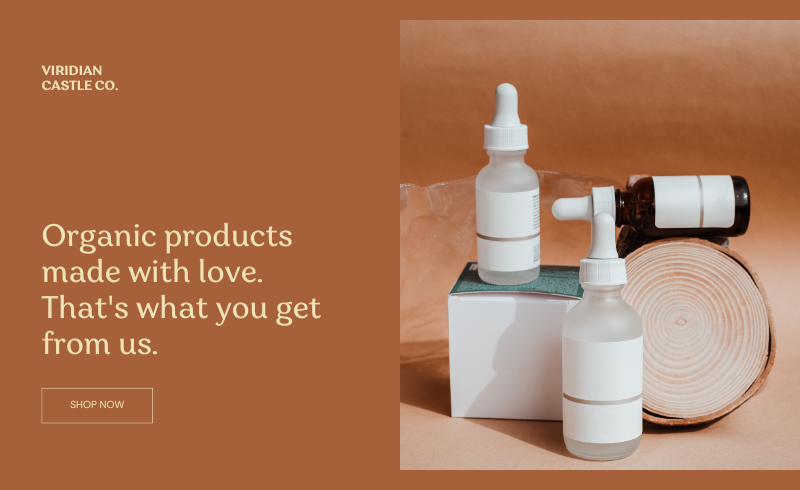 VIRIDIAN
CASTLE CO.
Organic products
made with love.
That's what you get
from us.
SHOP NOW